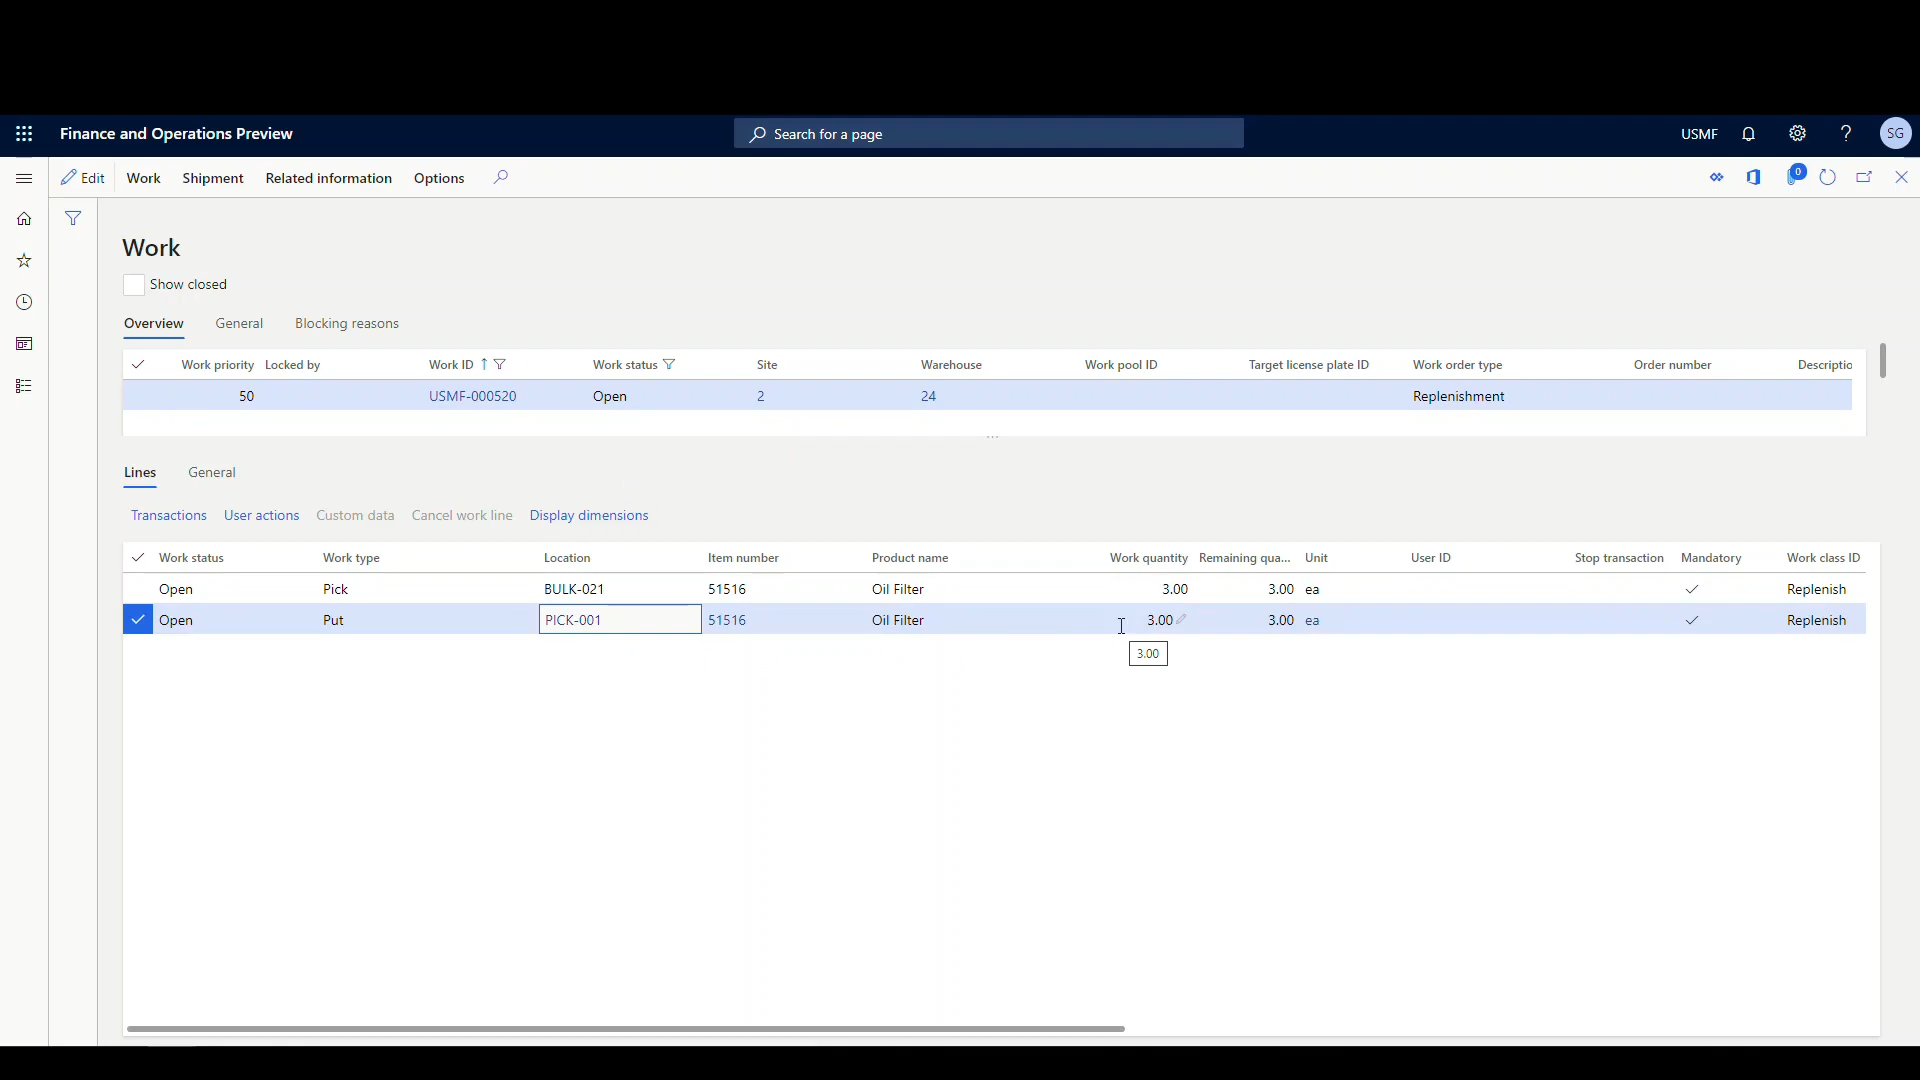 Finance and Operations Preview
Search for a page
USMF
?
SG
Edit Work Shipment Related information Options
0
Work
Show closed
Overview General Blocking reasons
Work priority Locked by Work ID Work status Site Warehouse Work pool ID Target license plate ID Work order type Order number Descriptio
50 USMF-000520 Open 2 24 Replenishment
...
Lines General
Transactions User actions Custom data Cancel work line Display dimensions
Work status Work type Location Item number Product name Work quantity Remaining qua... Unit User ID Stop transaction Mandatory Work class ID
Open Pick BULK-021 51516 Oil Filter 3.00 3.00 ea Replenish
Open Put PICK-001 51516 Oil Filter 3.00 3.00 ea Replenish
3.00